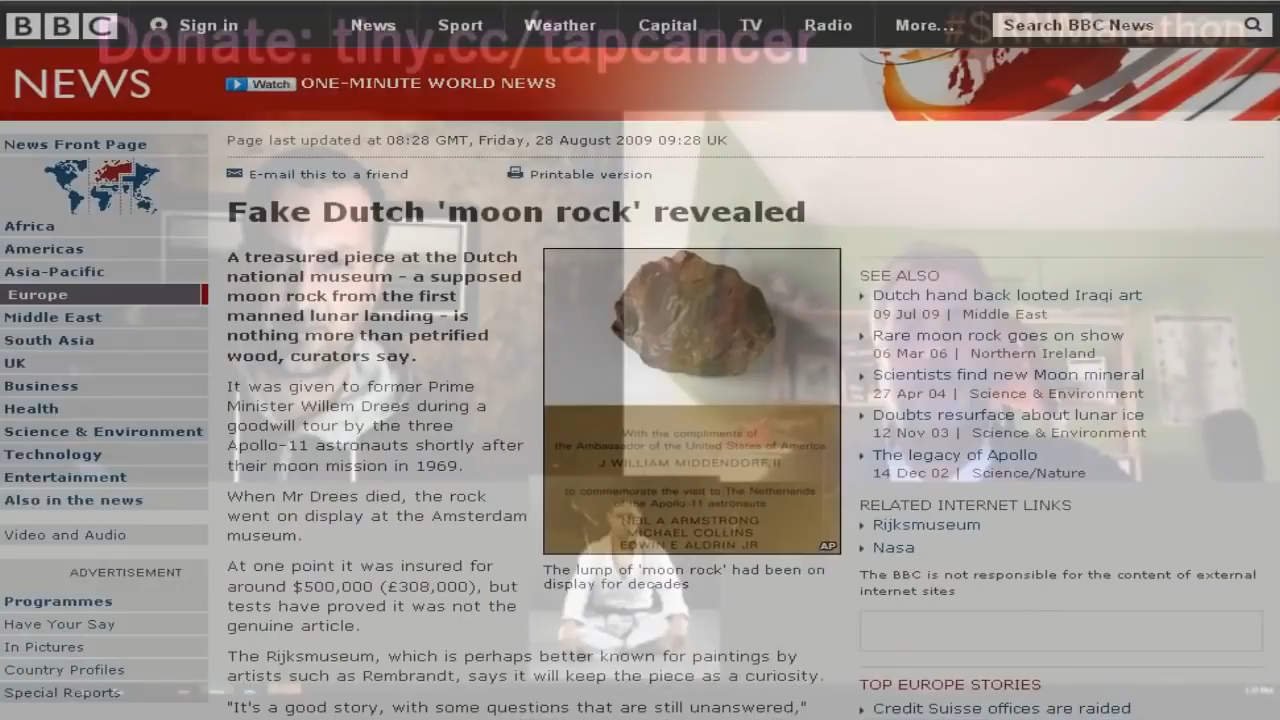 BBC Sign in News Sport Weather Capital TV Radio More... Search BBC News
Donate: tiny.cc/tapcancer
NEWS
Watch ONE-MINUTE WORLD NEWS
News Front Page
Africa
Americas
Asia-Pacific
Europe
Middle East
South Asia
UK
Business
Health
Science & Environment
Technology
Entertainment
Also in the news
Video and Audio
ADVERTISEMENT
Programmes
Have Your Say
In Pictures
Country Profiles
Special Reports
Page last updated at 08:28 GMT, Friday, 28 August 2009 09:28 UK
E-mail this to a friend
Printable version
Fake Dutch 'moon rock' revealed
A treasured piece at the Dutch
national museum - a supposed
moon rock from the first
manned lunar landing - is
nothing more than petrified
wood, curators say.
It was given to former Prime
Minister Willem Drees during a
goodwill tour by the three
Apollo-11 astronauts shortly after
their moon mission in 1969.
When Mr Drees died, the rock
went on display at the Amsterdam
museum.
At one point it was insured for
around $500,000 (£308,000), but
tests have proved it was not the
genuine article.
The Rijksmuseum, which is perhaps better known for paintings by
artists such as Rembrandt, says it will keep the piece as a curiosity.
"It's a good story, with some questions that are still unanswered,"
With the compliments of
the Ambassador of the United States of America
J WILLIAM MIDDENDORF II
to commemorate the visit to The Netherlands
of the Apollo-11 astronauts
NEIL A ARMSTRONG
MICHAEL COLLINS
EDWIN E ALDRIN JR
AP
The lump of 'moon rock' had been on
display for decades
SEE ALSO
Dutch hand back looted Iraqi art
09 Jul 09 | Middle East
Rare moon rock goes on show
06 Mar 06 | Northern Ireland
Scientists find new Moon mineral
27 Apr 04 | Science & Environment
Doubts resurface about lunar ice
12 Nov 03 | Science & Environment
The legacy of Apollo
14 Dec 02 | Science/Nature
RELATED INTERNET LINKS
Rijksmuseum
Nasa
The BBC is not responsible for the content of external
internet sites
TOP EUROPE STORIES
Credit Suisse offices are raided